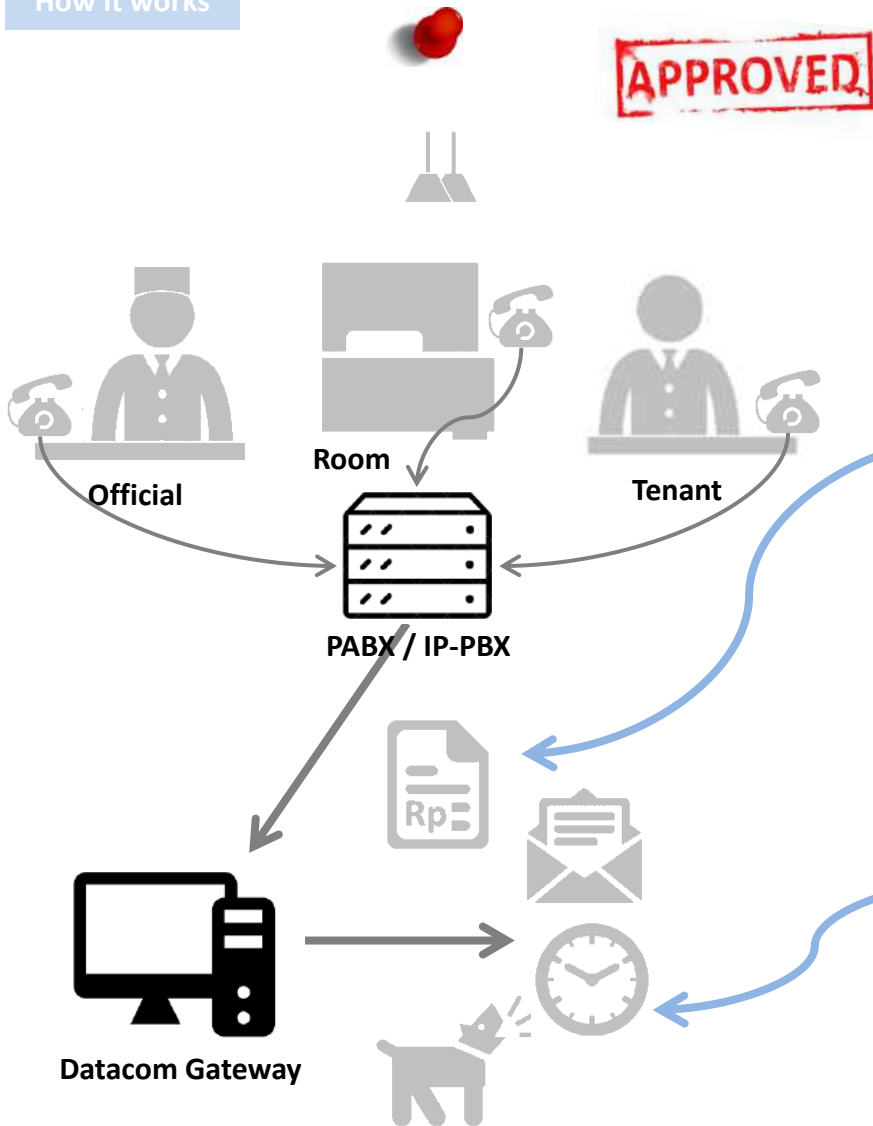 How it works
APPROVED
Room
Official
Tenant
PABX / IP-PBX
Rp
Datacom Gateway